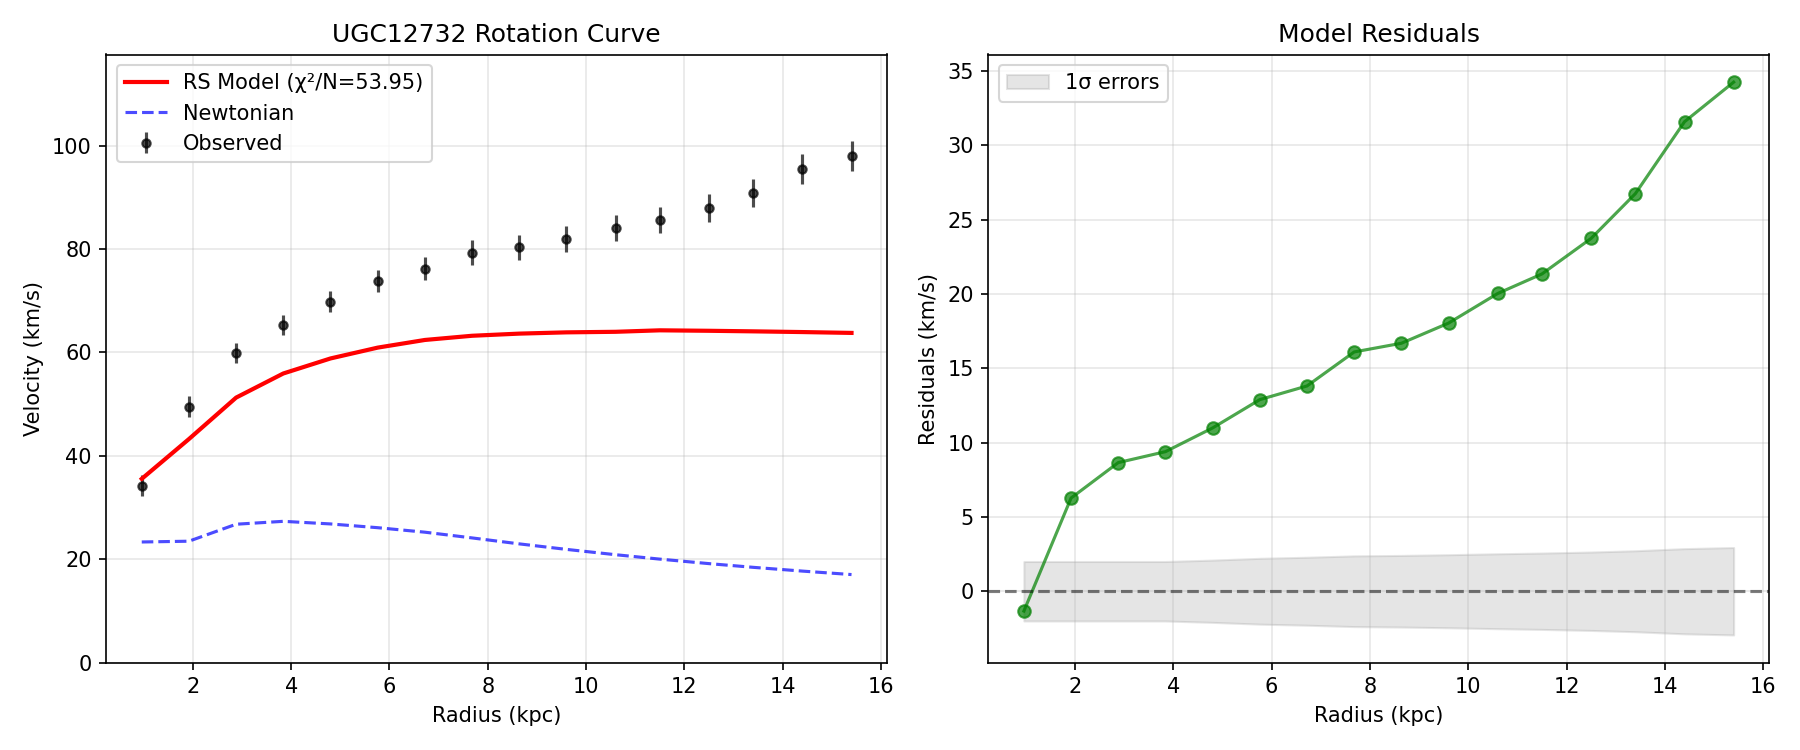 UGC12732 Rotation Curve
RS Model (χ²/N=53.95)
Newtonian
Observed
Velocity (km/s)
100
80
60
40
20
0
2 4 6 8 10 12 14 16
Radius (kpc)
Model Residuals
1σ errors
Residuals (km/s)
35
30
25
20
15
10
5
0
2 4 6 8 10 12 14 16
Radius (kpc)